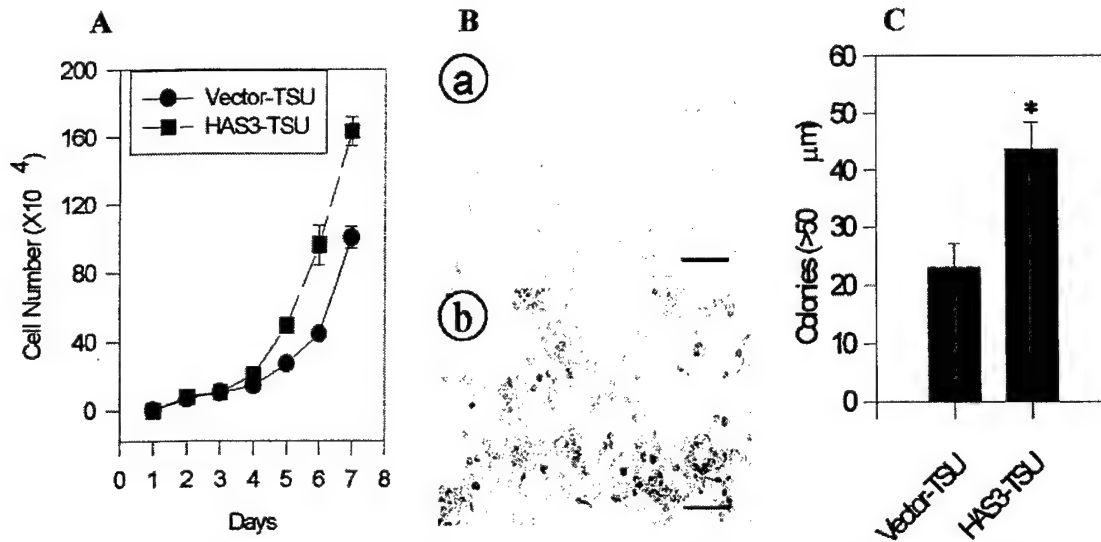 A
Cell Number (X10 4)
200
160
120
80
40
0
Vector-TSU
HAS3-TSU
0 1 2 3 4 5 6 7 8
Days
B
a
b
C
Colonies (>50 μm)
60
50
40
30
20
10
0
*
Vector-TSU
HAS3-TSU